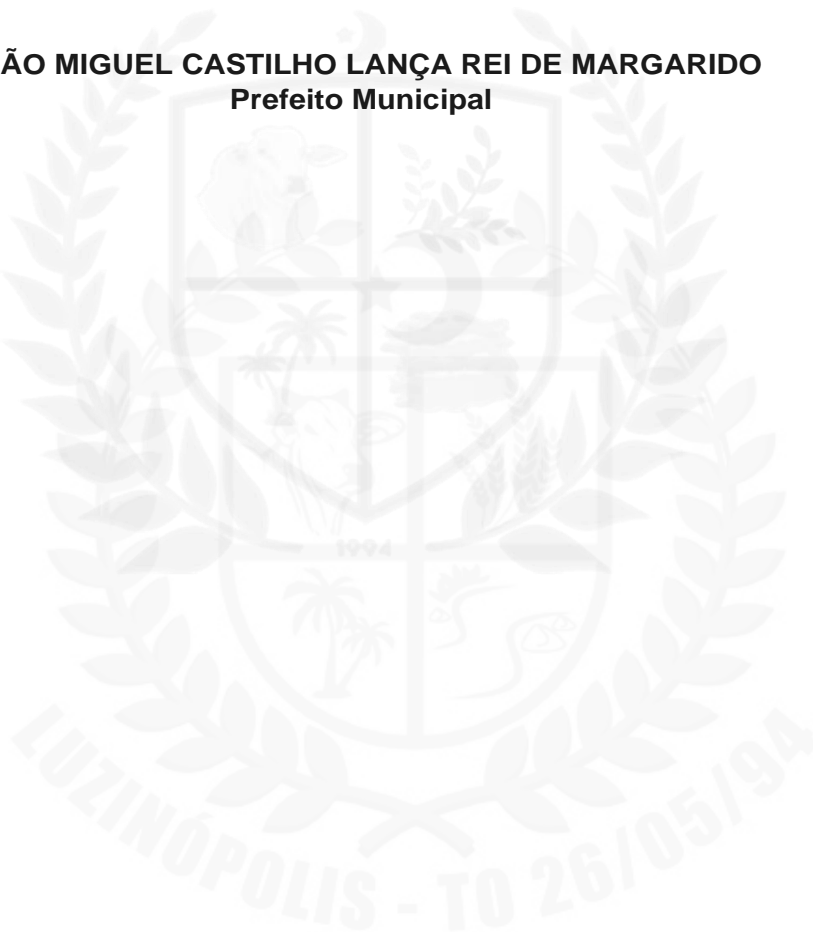 ÃO MIGUEL CASTILHO LANÇA REI DE MARGARIDO
Prefeito Municipal
1994
LUZINÓPOLIS - TO 26/05/94